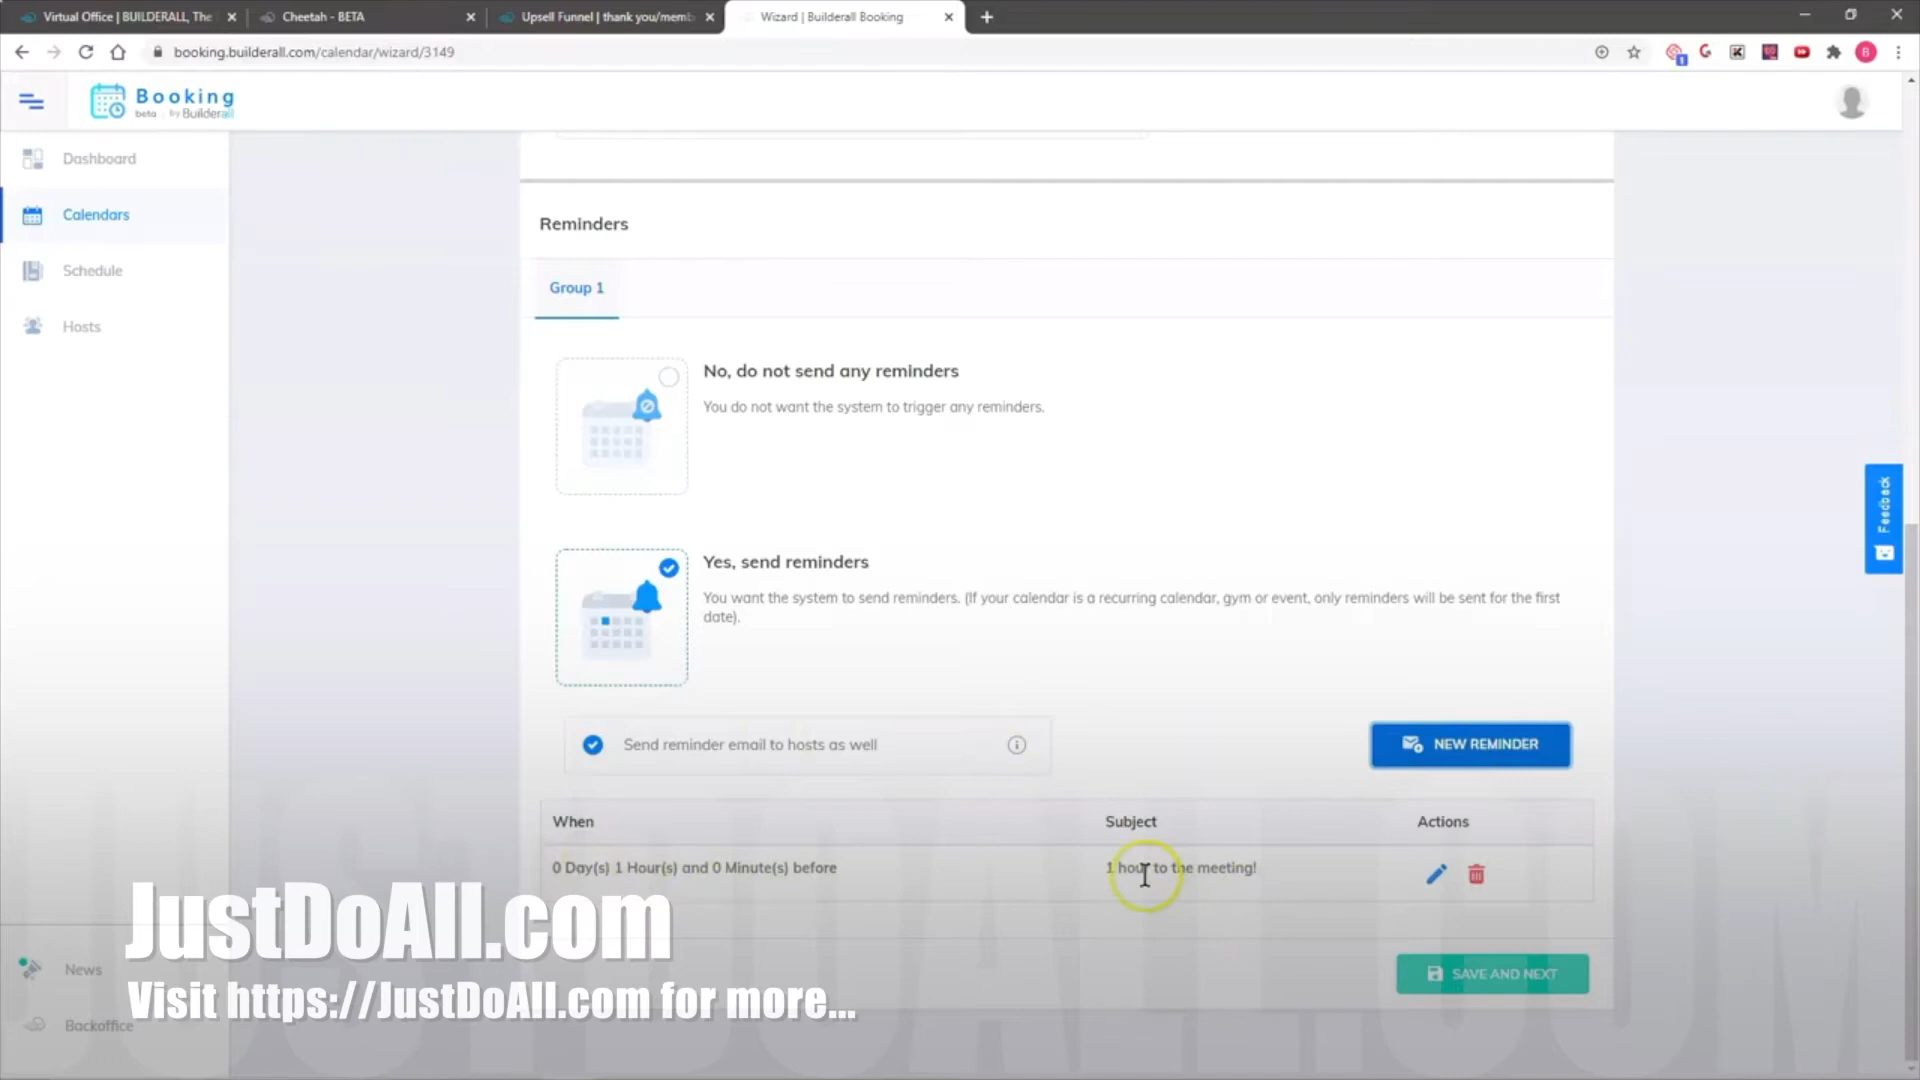 Virtual Office | BUILDERALL, The
Cheetah - BETA
Upsell Funnel | thank you/memb
Wizard | Builderall Booking
booking.builderall.com/calendar/wizard/3149
Booking
beta by Builderall
Dashboard
Calendars
Schedule
Hosts
Reminders
Group 1
No, do not send any reminders
You do not want the system to trigger any reminders.
Yes, send reminders
You want the system to send reminders. (If your calendar is a recurring calendar, gym or event, only reminders will be sent for the first
date).
Send reminder email to hosts as well
NEW REMINDER
When Subject Actions
0 Day(s) 1 Hour(s) and 0 Minute(s) before 1 hour to the meeting!
SAVE AND NEXT
Feedback
News
Backoffice
JustDoAll.com
Visit https://JustDoAll.com for more...
JUSTDOALL.COM